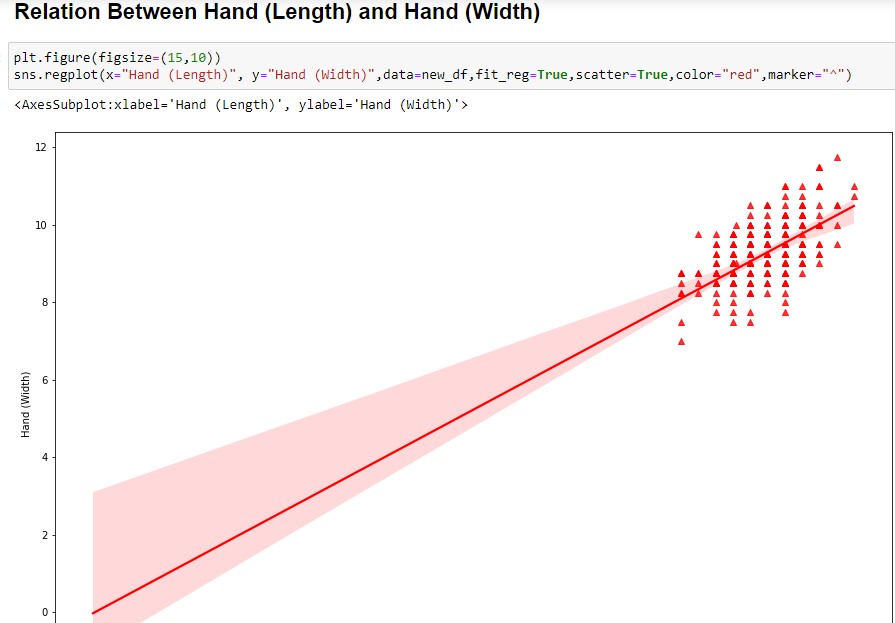 Relation Between Hand (Length) and Hand (Width)
plt.figure(figsize=(15,10))
sns.regplot(x="Hand (Length)", y="Hand (Width)",data=new_df,fit_reg=True,scatter=True,color="red",marker="^")
<AxesSubplot:xlabel='Hand (Length)', ylabel='Hand (Width)'>
12
10
8
6
Hand (Width)
4
2
0